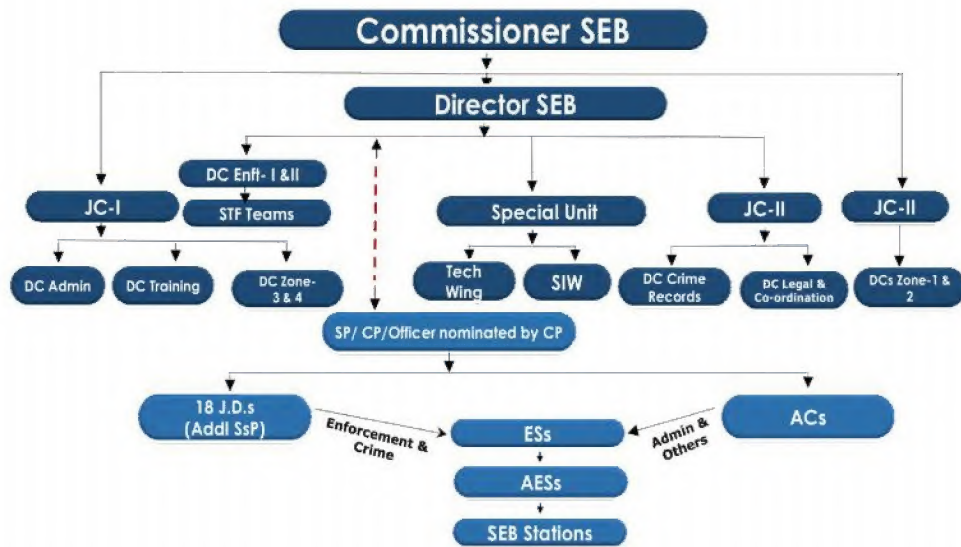 Commissioner SEB
Director SEB
DC Enft- I &II
JC-I
STF Teams
Special Unit
JC-II
JC-II
DC Admin
DC Training
DC Zone-
3 & 4
Tech
Wing
SIW
DC Crime
Records
DC Legal &
Co-ordination
DCs Zone-1 &
2
SP/ CP/Officer nominated by CP
18 J.D.s
(Addl SsP)
Enforcement &
Crime
ESs
Admin &
Others
ACs
AESs
SEB Stations